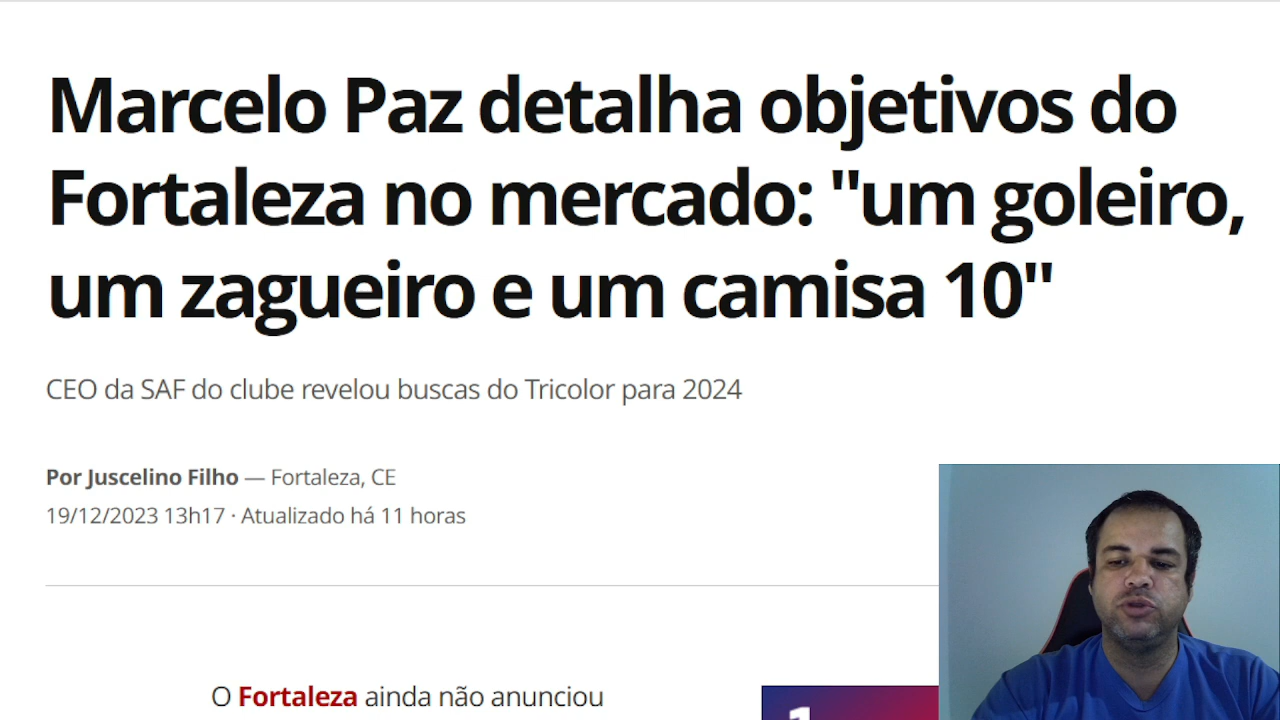 Marcelo Paz detalha objetivos do
Fortaleza no mercado: "um goleiro,
um zagueiro e um camisa 10"
CEO da SAF do clube revelou buscas do Tricolor para 2024
Por Juscelino Filho — Fortaleza, CE
19/12/2023 13h17 · Atualizado há 11 horas
O Fortaleza ainda não anunciou